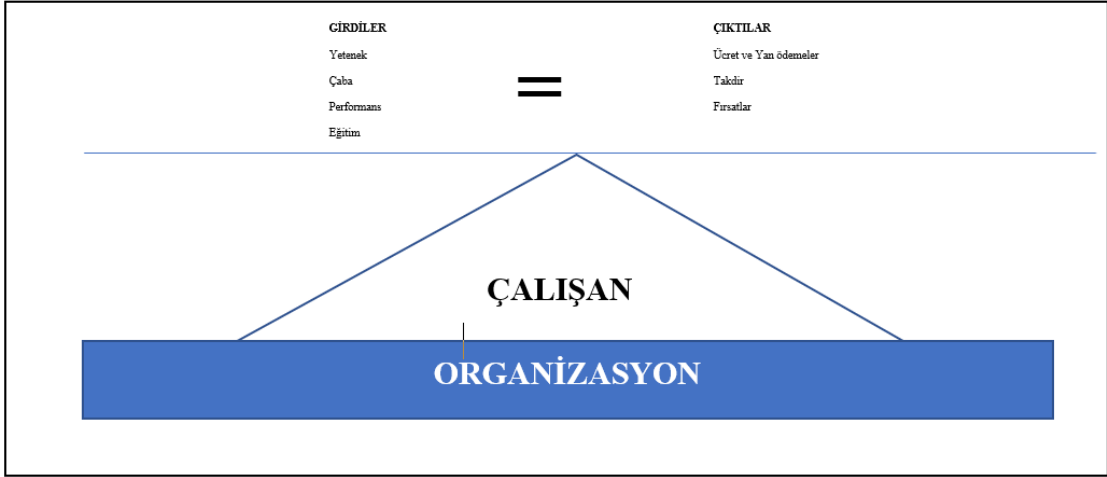 GİRDİLER
Yetenek
Çaba
Performans
Eğitim
=
ÇIKTILAR
Ücret ve Yan ödemeler
Takdir
Fırsatlar
ÇALIŞAN
ORGANİZASYON